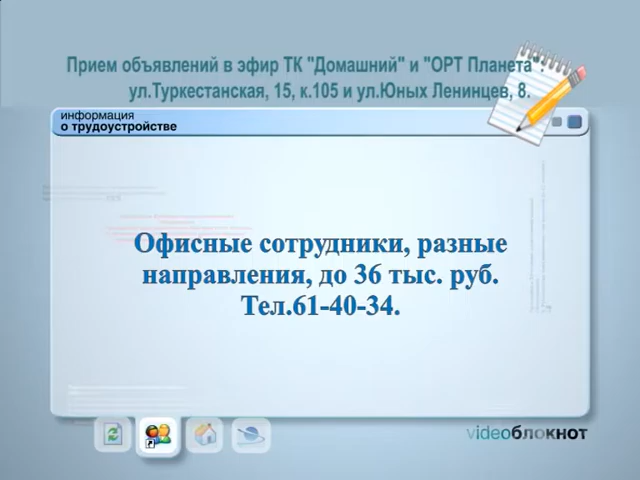 Прием объявлений в эфир ТК "Домашний" и "ОРТ Планета":
ул.Туркестанская, 15, к.105 и ул.Юных Ленинцев, 8.
информация
о трудоустройстве
Офисные сотрудники, разные
направления, до 36 тыс. руб.
Тел.61-40-34.
videоблокнот